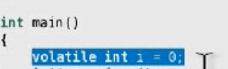 int main()
{
volatile int i = 0;